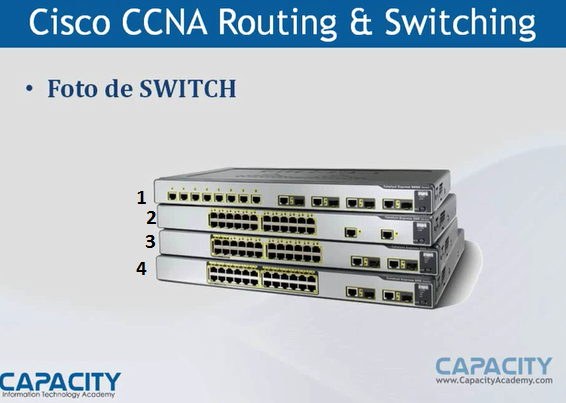 Cisco CCNA Routing & Switching
• Foto de SWITCH
1
2
3
4
CAPACITY
Information Technology Academy
CAPACITY
www.CapacityAcademy.com